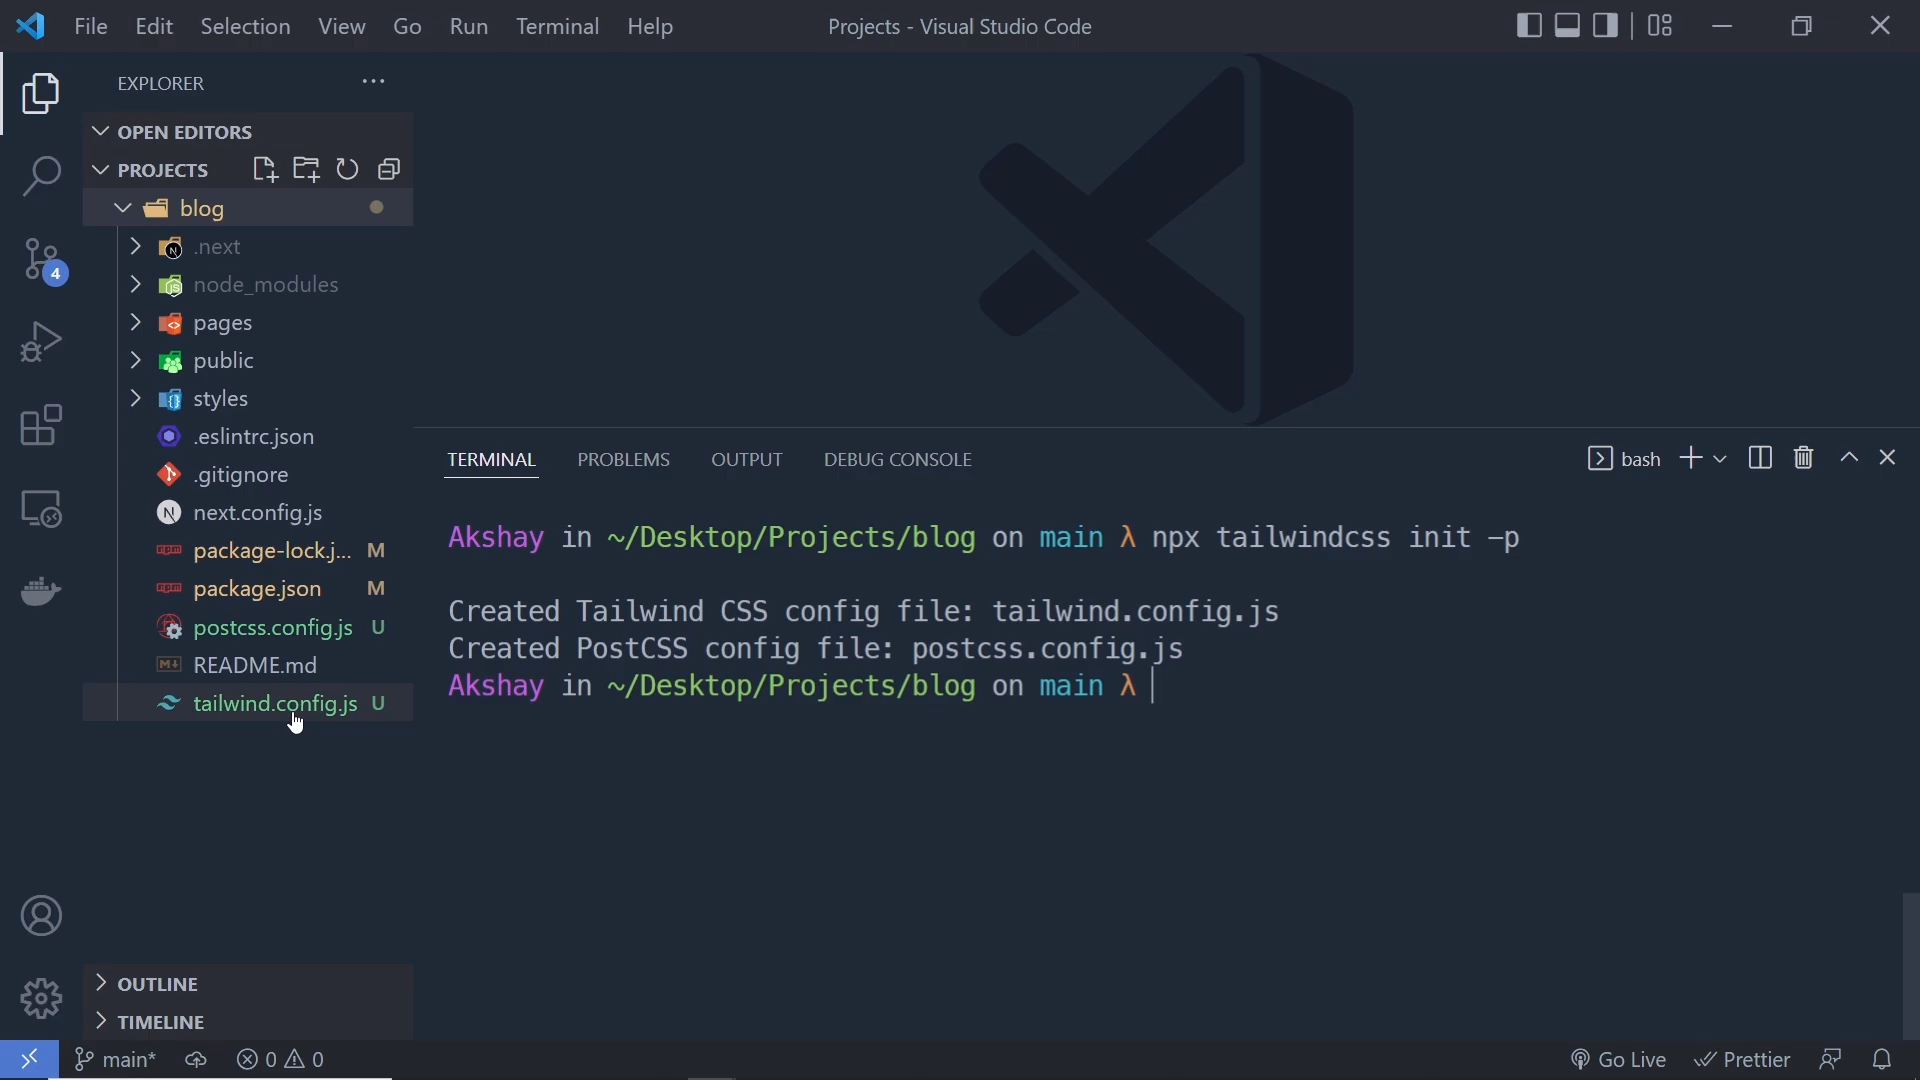 File Edit Selection View Go Run Terminal Help
Projects - Visual Studio Code
EXPLORER
OPEN EDITORS
PROJECTS
blog
.next
node_modules
pages
public
styles
.eslintrc.json
.gitignore
next.config.js
package-lock.j... M
package.json M
postcss.config.js U
README.md
tailwind.config.js U
4
OUTLINE
TIMELINE
TERMINAL PROBLEMS OUTPUT DEBUG CONSOLE
bash
Akshay in ~/Desktop/Projects/blog on main λ npx tailwindcss init -p
Created Tailwind CSS config file: tailwind.config.js
Created PostCSS config file: postcss.config.js
Akshay in ~/Desktop/Projects/blog on main λ
main* 0 0
Go Live Prettier